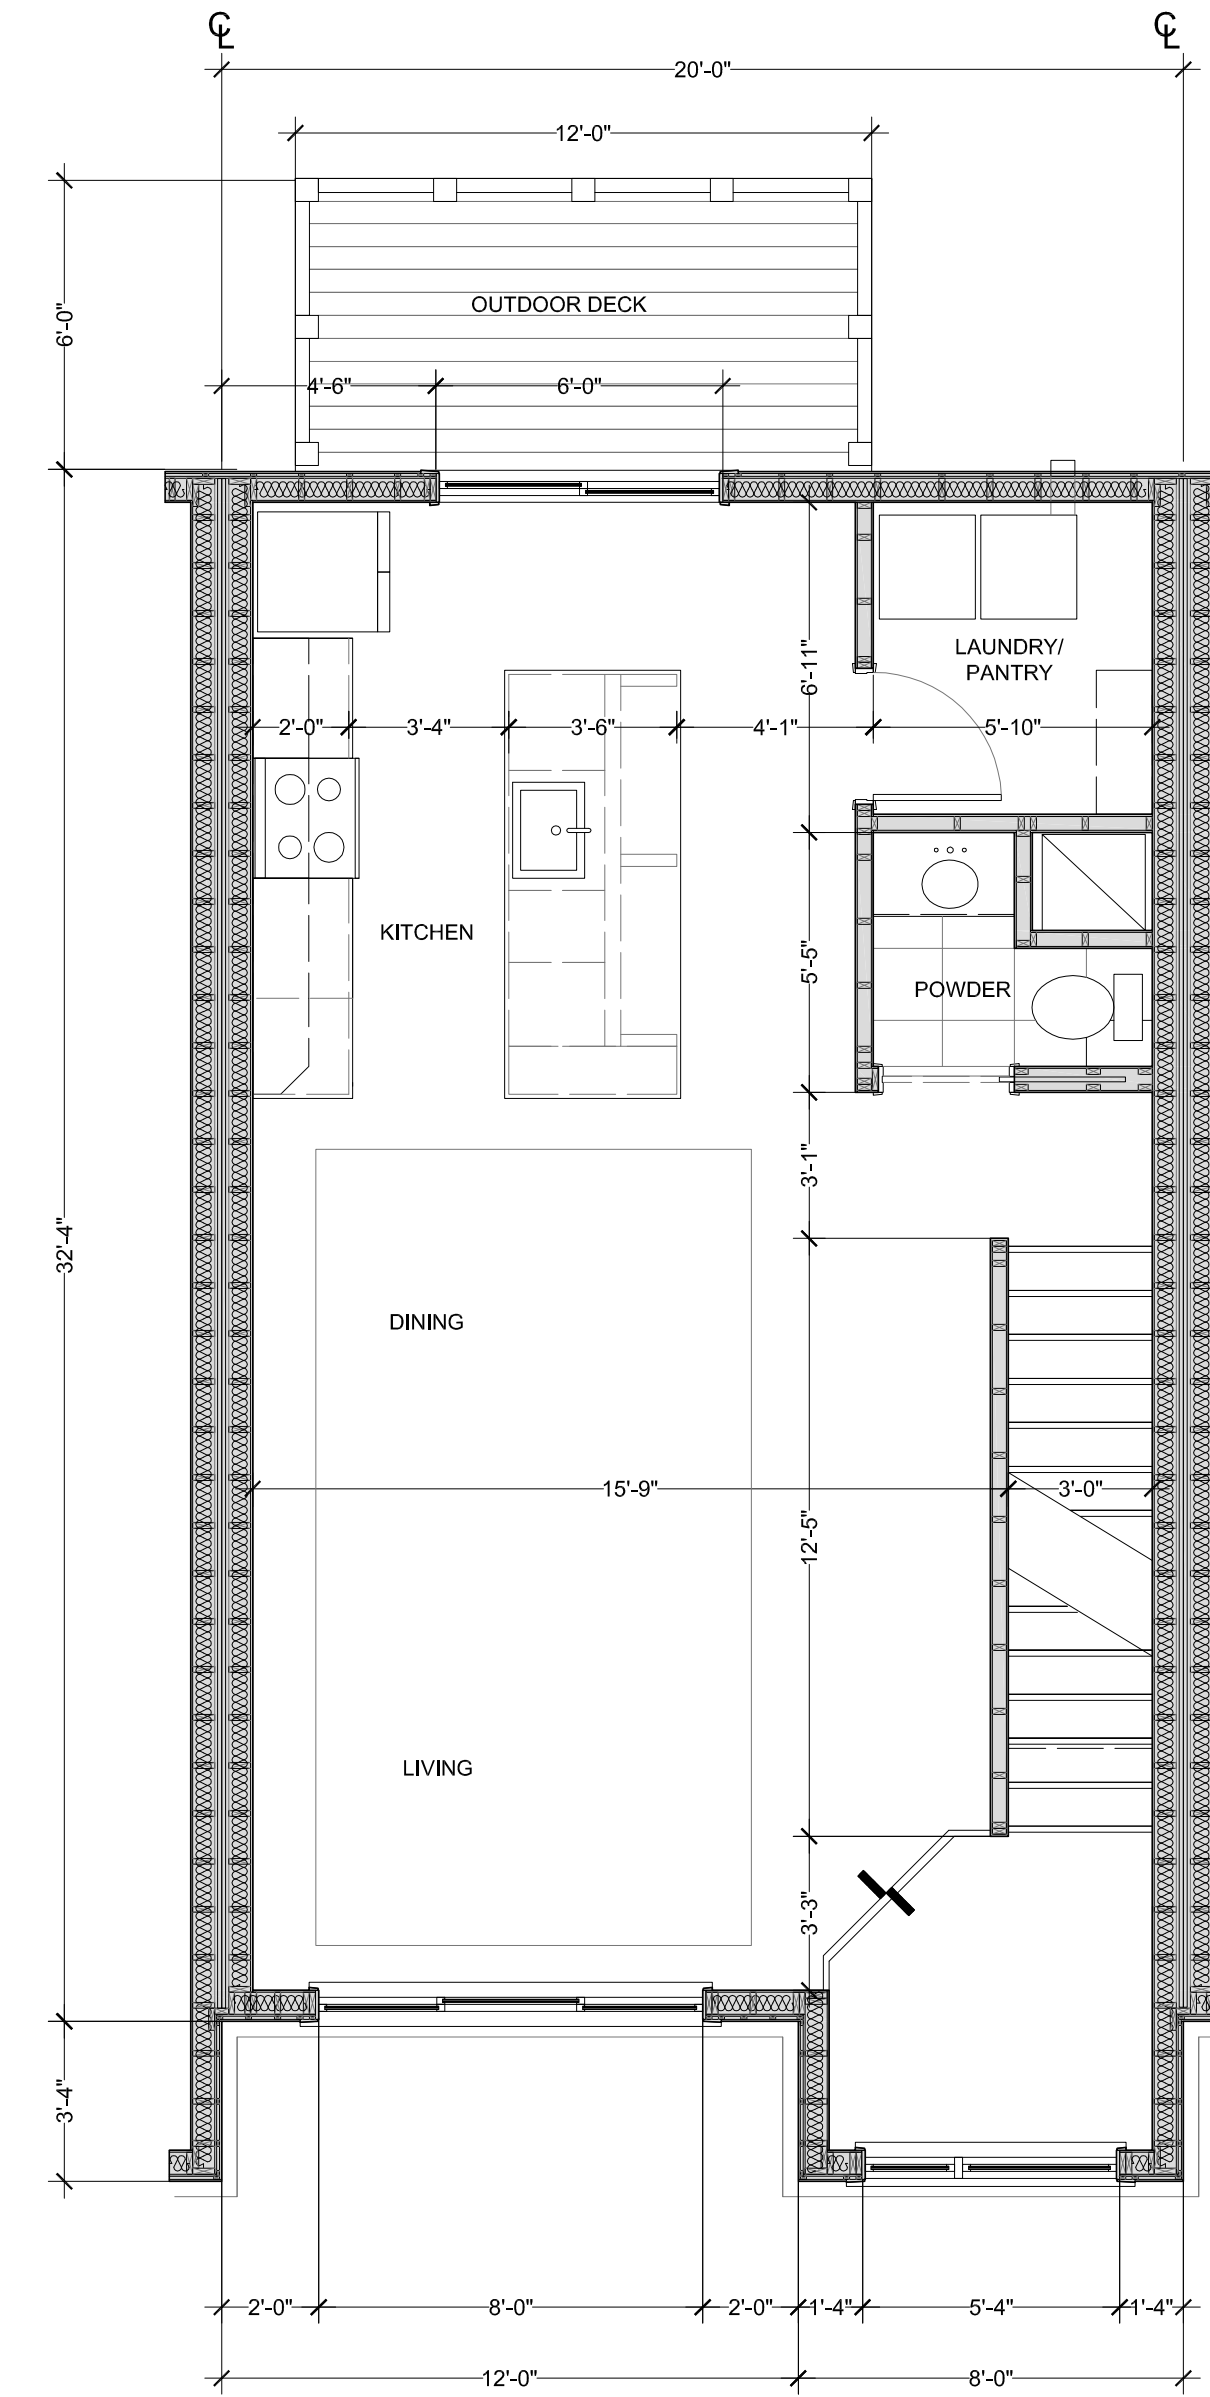 ℄ ℄
20'-0"
12'-0"
6'-0"
OUTDOOR DECK
4'-6" 6'-0"
LAUNDRY/
PANTRY
6'-11"
2'-0" 3'-4" 3'-6" 4'-1" 5'-10"
KITCHEN
5'-5"
POWDER
3'-1"
32'-4"
DINING
15'-9" 3'-0"
12'-5"
LIVING
3'-3"
3'-4"
2'-0" 8'-0" 2'-0" 1'-4" 5'-4" 1'-4"
12'-0" 8'-0"